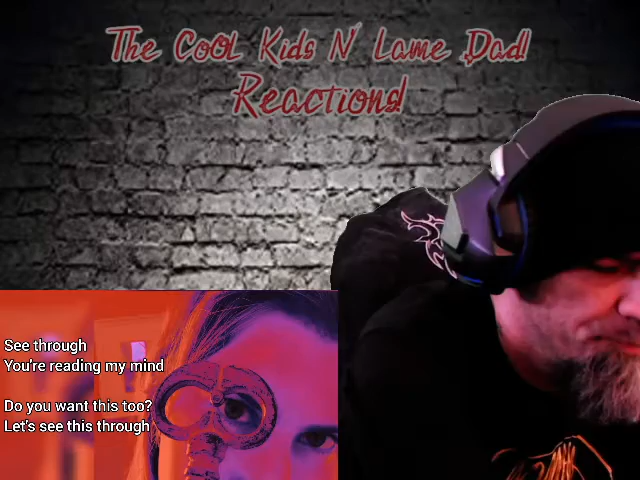 The Cool Kids N' Lame Dad!
Reactions!
See through
You're reading my mind
Do you want this too?
Let's see this through